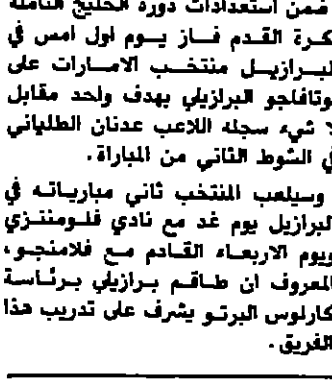 ضمن استعدادات دورة الخليج الثامنة
كرة القدم فاز يوم اول امس في
لبرازيل منتخب الامارات على
بوتافاجو البرازيلي بهدف واحد مقابل
لا شيء سجله اللاعب عدنان الطلياني
في الشوط الثاني من المباراة .
وسيلعب المنتخب ثاني مبارياته في
لبرازيل يوم غد مع نادي فلومننزي
ويوم الاربعاء القادم مع فلامنجو ،
المعروف ان طاقم برازيلي برئاسة
كارلوس البرتو يشرف على تدريب هذا
الفريق .